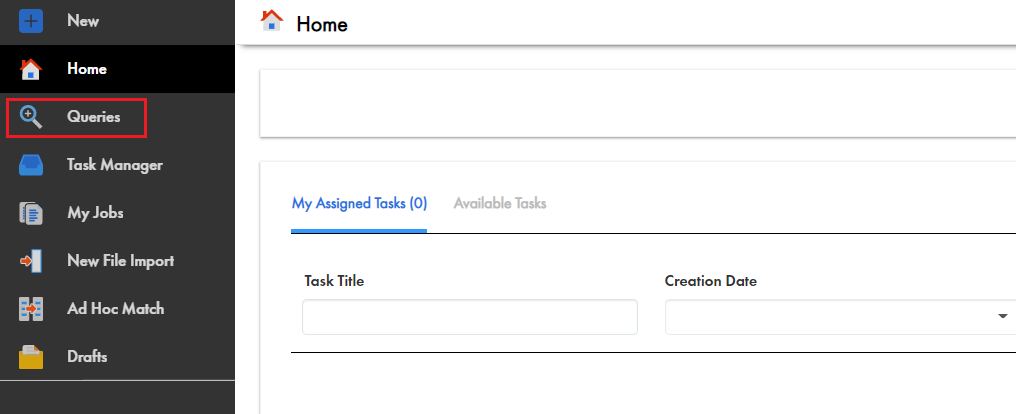 New
Home
Queries
Task Manager
My Jobs
New File Import
Ad Hoc Match
Drafts
Home
My Assigned Tasks (0) Available Tasks
Task Title Creation Date